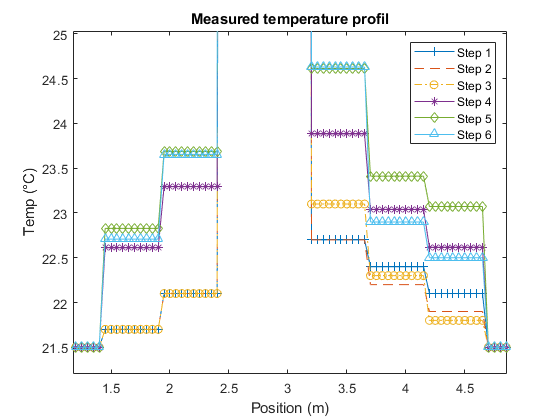 Measured temperature profil
25
24.5
24
23.5
23
22.5
22
21.5
Temp (°C)
Step 1
Step 2
Step 3
Step 4
Step 5
Step 6
1.5
2
2.5
3
3.5
4
4.5
Position (m)